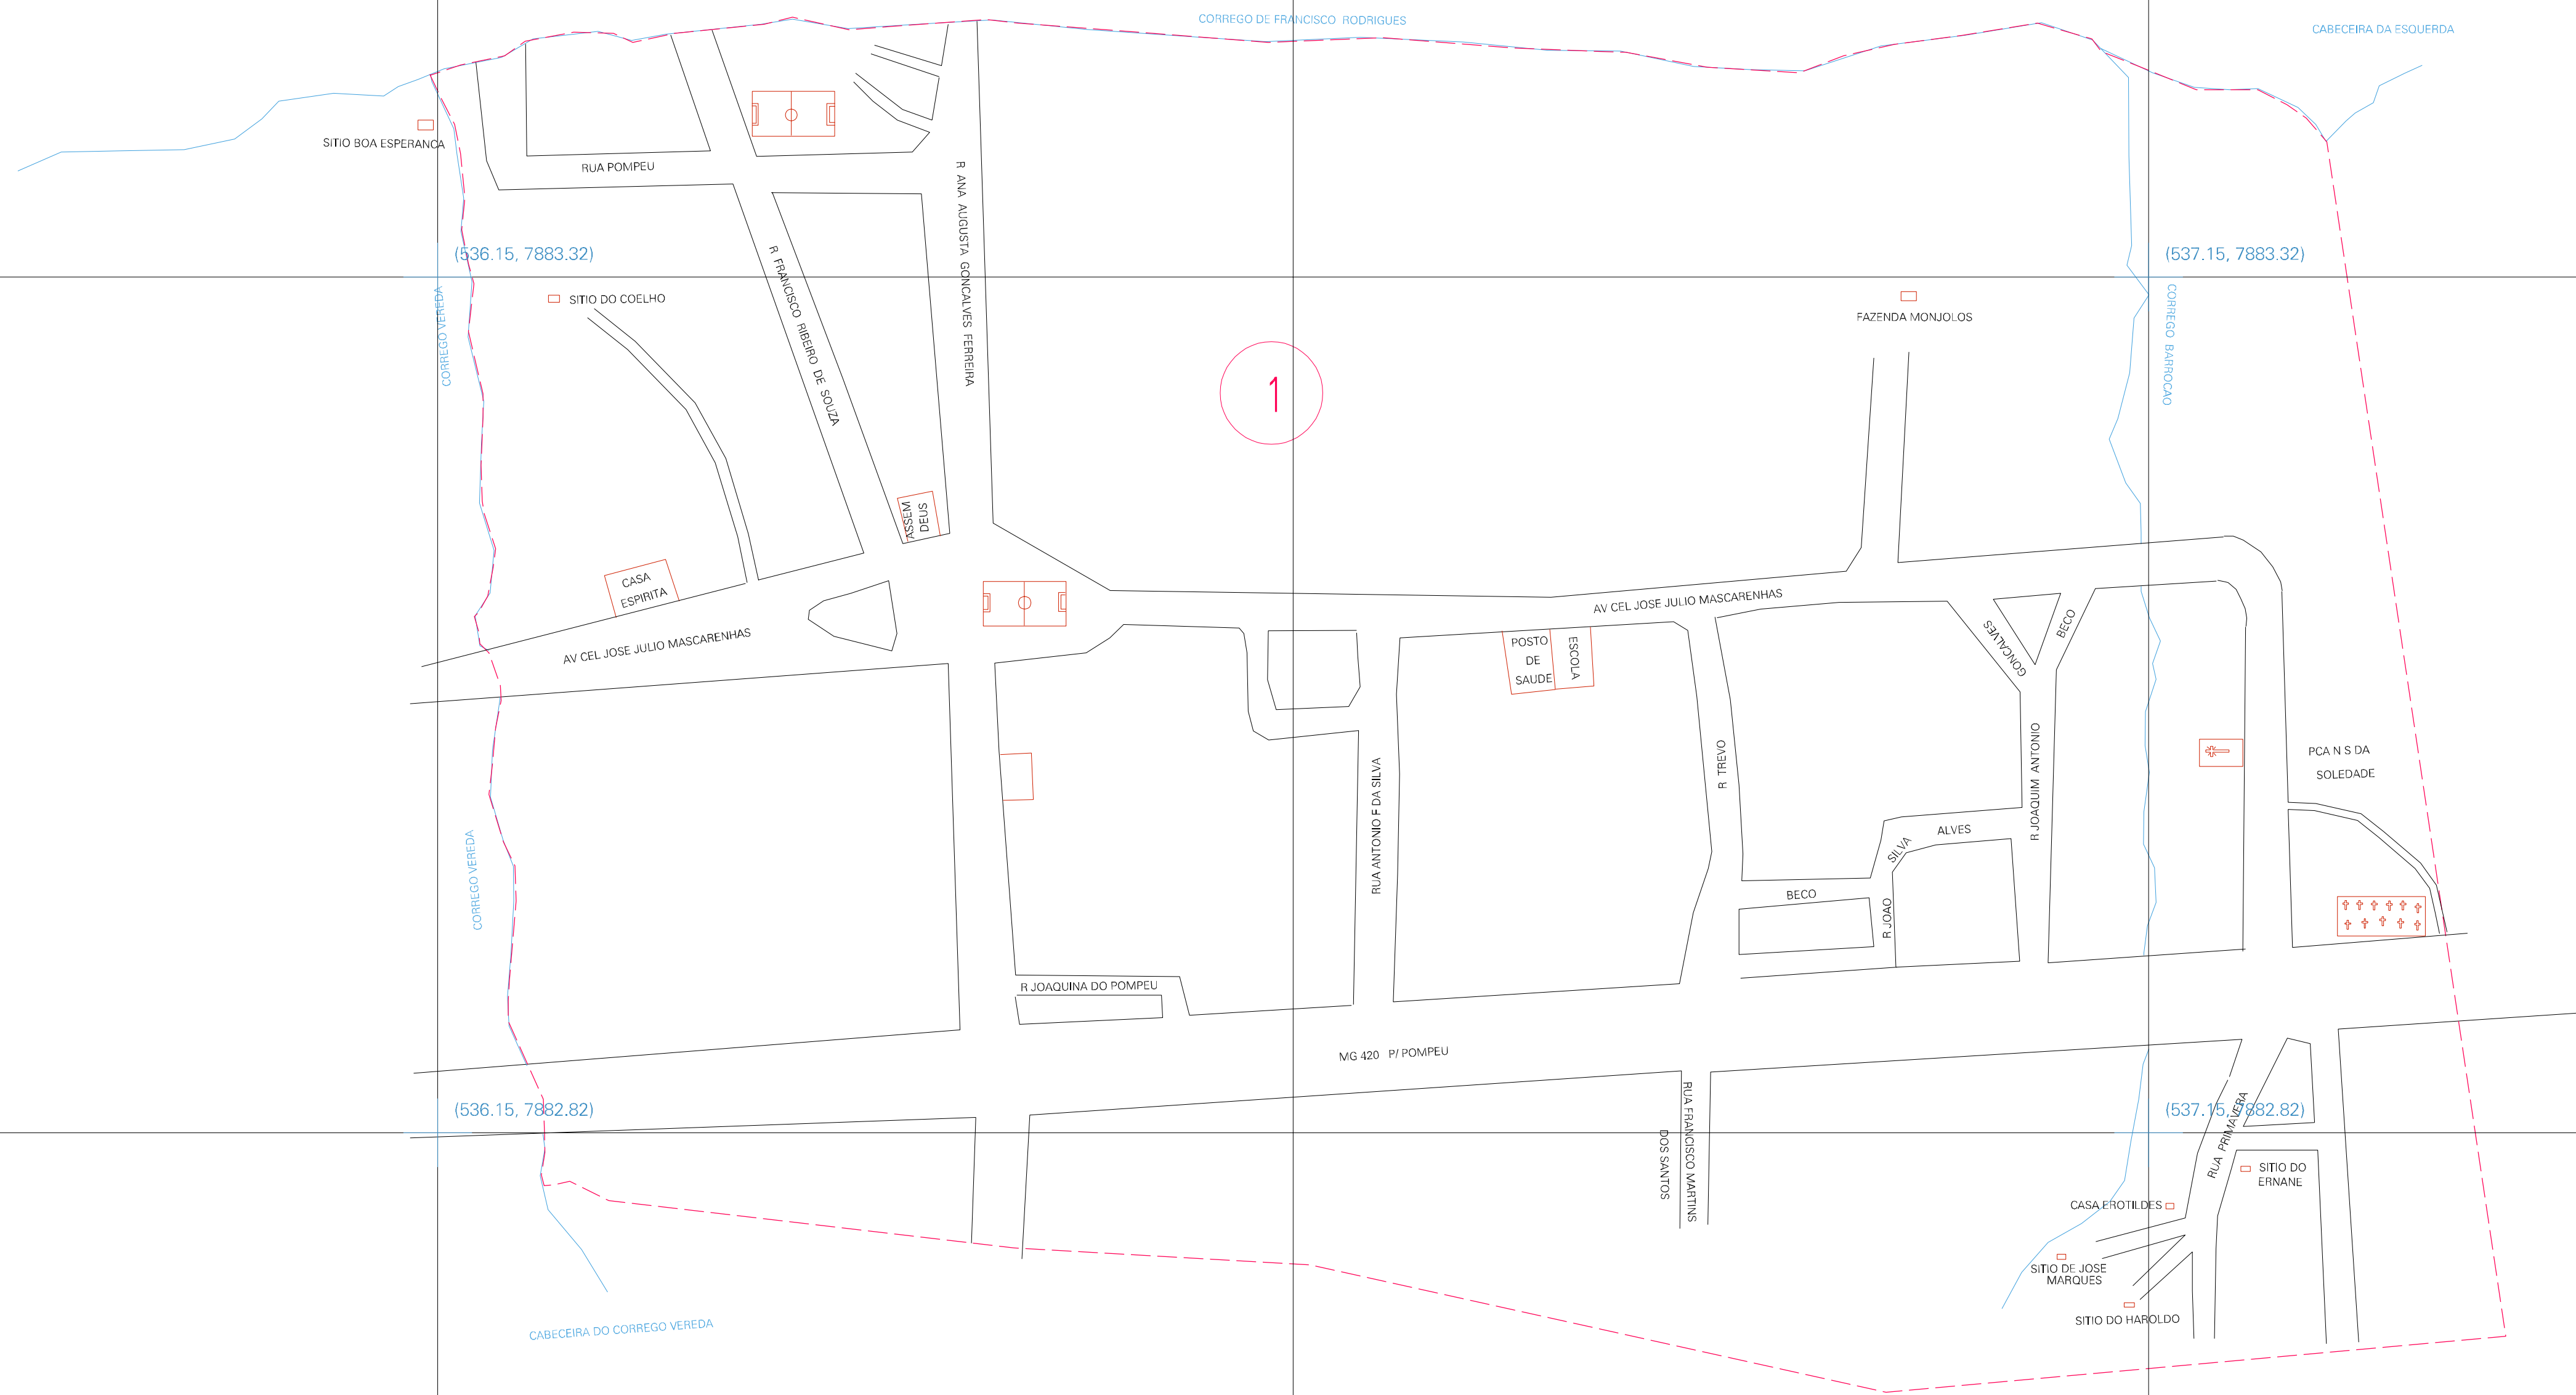 CORREGO DE FRANCISCO RODRIGUES
CABECEIRA DA ESQUERDA
SITIO BOA ESPERANCA
RUA POMPEU
R ANA AUGUSTA GONCALVES FERREIRA
(536.15, 7883.32)
(537.15, 7883.32)
R FRANCISCO RIBEIRO DE SOUZA
SITIO DO COELHO
CORREGO VEREDA
FAZENDA MONJOLOS
CORREGO BARROCAO
1
ASSEM
DEUS
CASA
ESPIRITA
AV CEL JOSE JULIO MASCARENHAS
AV CEL JOSE JULIO MASCARENHAS
POSTO
DE
SAUDE
ESCOLA
BECO
GONCALVES
R TREVO
R JOAQUIM ANTONIO
PCA N S DA
SOLEDADE
RUA ANTONIO F DA SILVA
CORREGO VEREDA
ALVES
SILVA
R JOAO
BECO
R JOAQUINA DO POMPEU
MG 420 P/ POMPEU
(536.15, 7882.82)
(537.15, 7882.82)
RUA FRANCISCO MARTINS
DOS SANTOS
RUA PRIMAVERA
SITIO DO
ERNANE
CASA EROTILDES
SITIO DE JOSE
MARQUES
SITIO DO HAROLDO
CABECEIRA DO CORREGO VEREDA